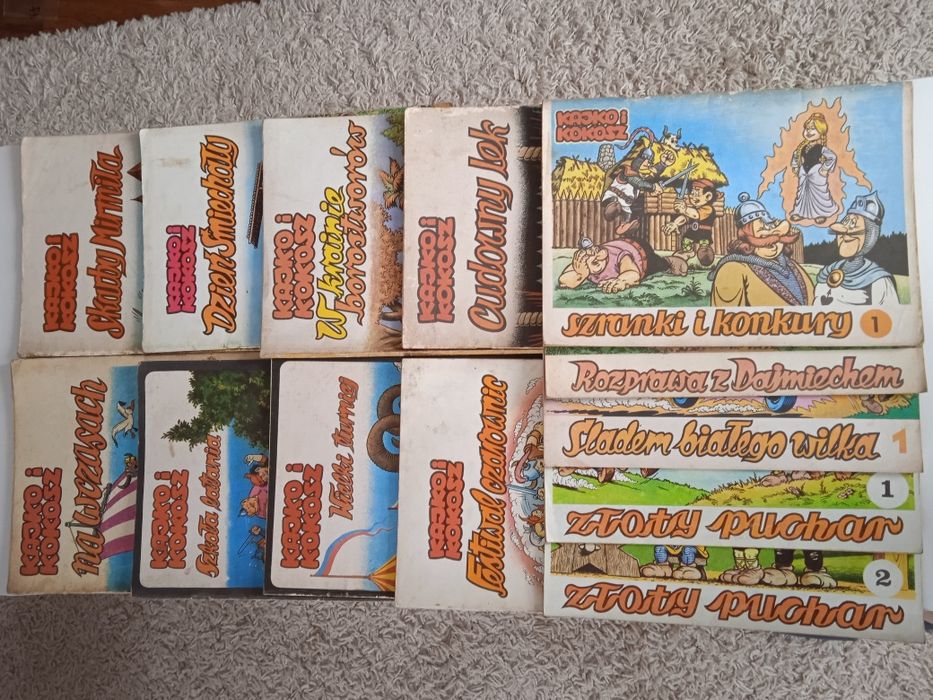 KAJKO i
KOKOSZ
Skarby Mirmiła
KAJKO i
KOKOSZ
Dzień Śmiechały
KAJKO i
KOKOSZ
W krainie
borostworów
KAJKO i
KOKOSZ
Cudowny lek
KAJKO i
KOKOSZ
szranki i konkury 1
Rozprawa z Dajmiechem
Śladem białego wilka 1
1
złoty puchar
2
złoty puchar
KAJKO i
KOKOSZ
na wczasach
KAJKO i
KOKOSZ
Szkoła latania
KAJKO i
KOKOSZ
Wielki turniej
KAJKO i
KOKOSZ
Festiwal czarownic